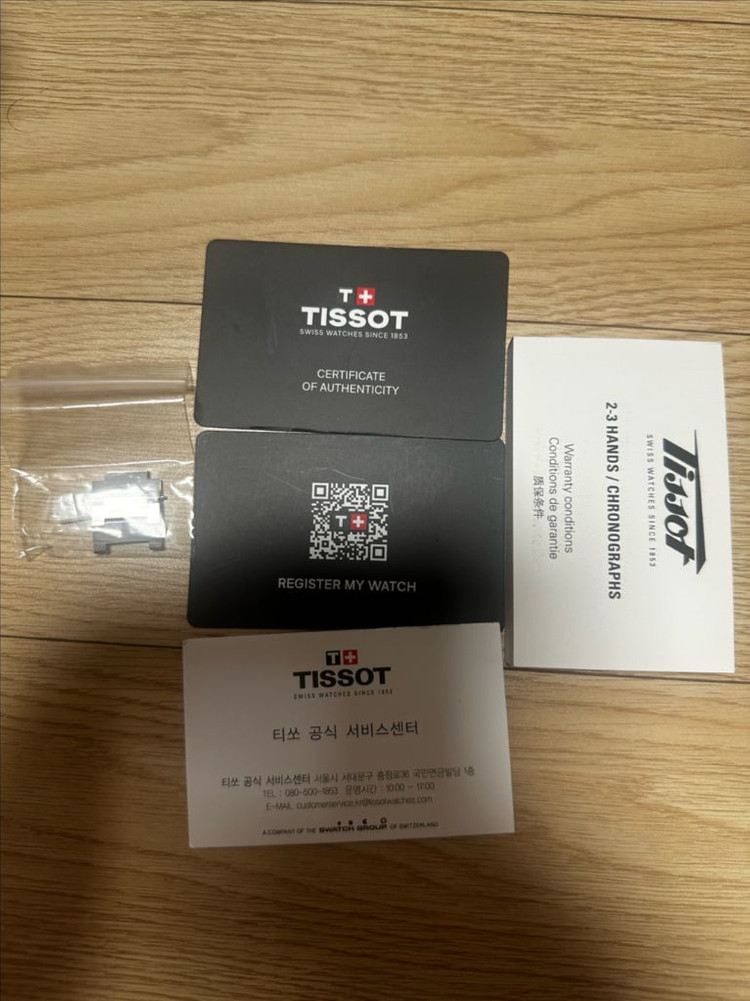 T+
TISSOT
SWISS WATCHES SINCE 1853
CERTIFICATE
OF AUTHENTICITY
T+
REGISTER MY WATCH
Tissot
SWISS WATCHES SINCE 1853
2-3 HANDS / CHRONOGRAPHS
Warranty conditions
Conditions de garantie
质保条件
T+
TISSOT
SWISS WATCHES SINCE 1853
티쏘 공식 서비스센터
티쏘 공식 서비스센터 서울시 서대문구 충정로36 국민연금빌딩 1층
TEL : 080-600-1853 운영시간 : 10:00 - 17:00
E-MAIL customerservice.kr@tissotwatches.com
A COMPANY OF THE SWATCH GROUP OF SWITZERLAND